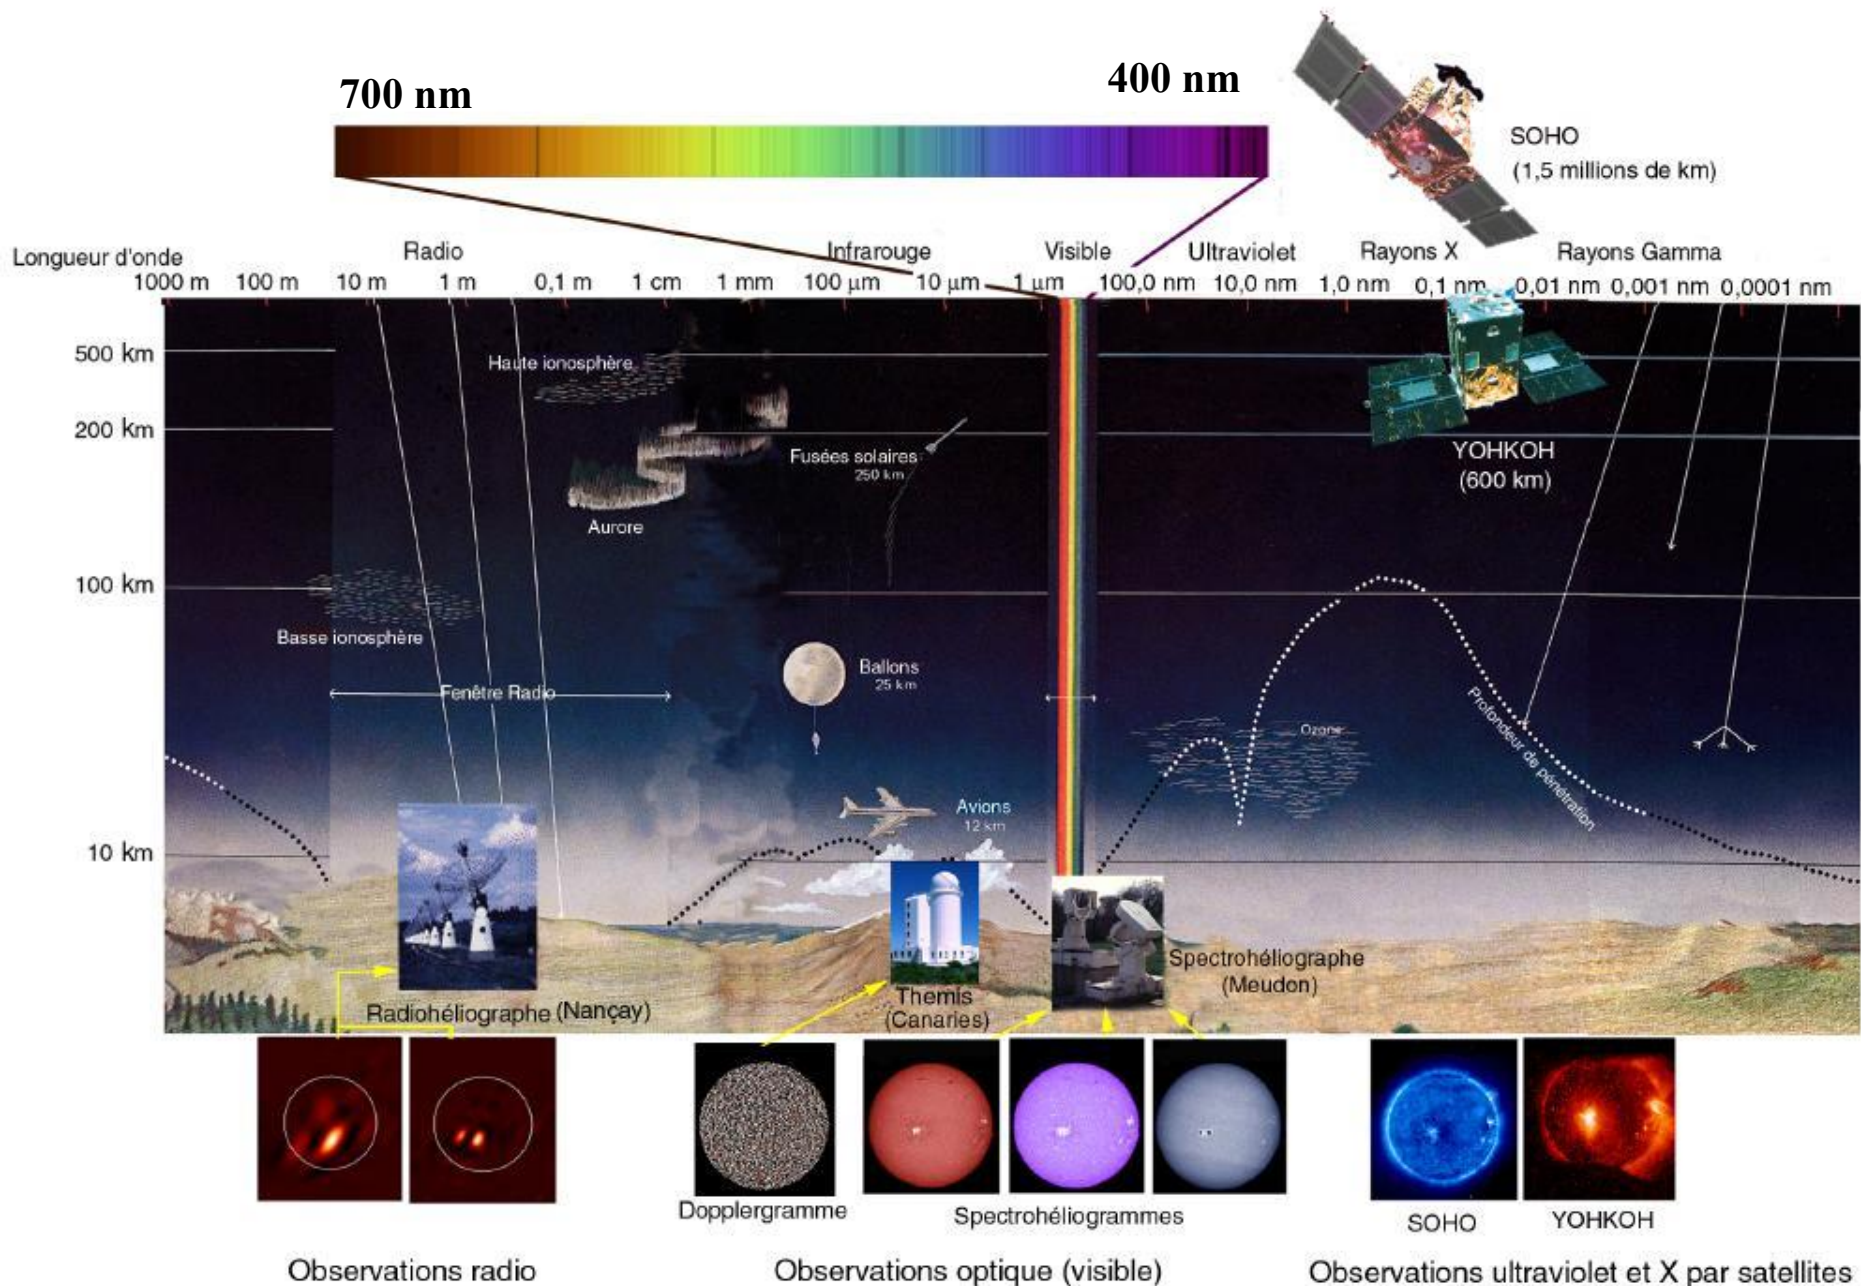 700 nm
400 nm
SOHO
(1,5 millions de km)
Longueur d'onde
Radio
Infrarouge
Visible
Ultraviolet
Rayons X
Rayons Gamma
1000 m
100 m
10 m
1 m
0,1 m
1 cm
1 mm
100 µm
10 µm
1 µm
100,0 nm
10,0 nm
1,0 nm
0,1 nm
0,01 nm
0,001 nm
0,0001 nm
500 km
Haute ionosphère
200 km
Fusées solaires
250 km
YOHKOH
(600 km)
Aurore
100 km
Basse ionosphère
Ballons
25 km
Fenêtre Radio
Ozone
Profondeur de pénétration
Avions
12 km
10 km
Spectrohéliographe
(Meudon)
Themis
(Canaries)
Radiohéliographe (Nançay)
Dopplergramme
Spectrohéliogrammes
SOHO
YOHKOH
Observations radio
Observations optique (visible)
Observations ultraviolet et X par satellites